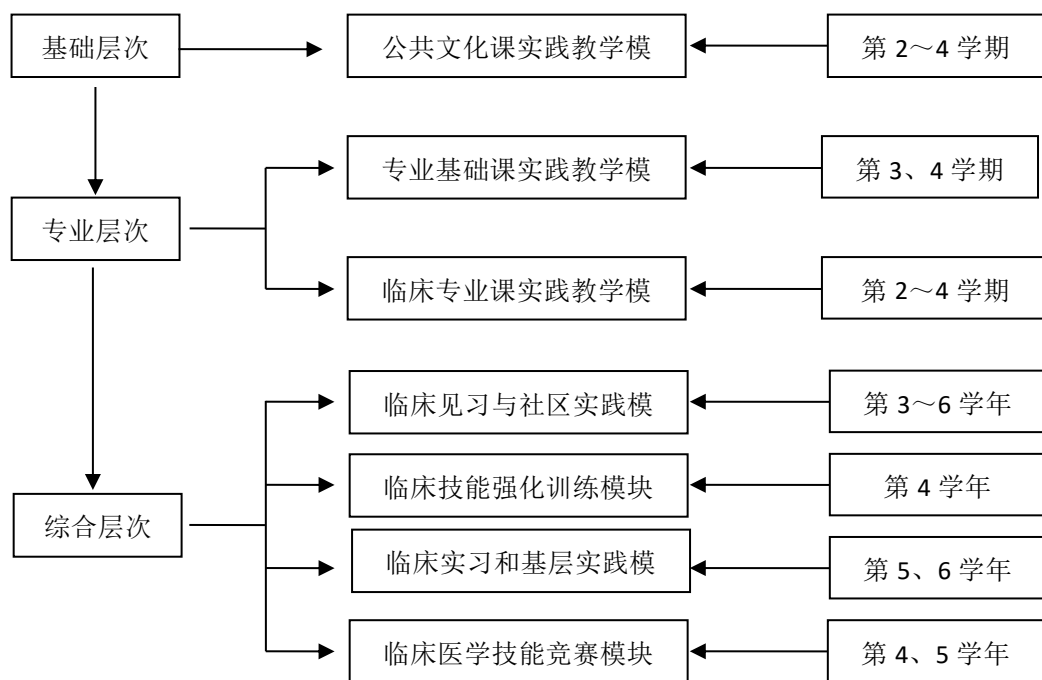 基础层次
公共文化课实践教学模
第 2～4 学期
专业基础课实践教学模
第 3、4 学期
专业层次
临床专业课实践教学模
第 2～4 学期
临床见习与社区实践模
第 3～6 学年
临床技能强化训练模块
第 4 学年
综合层次
临床实习和基层实践模
第 5、6 学年
临床医学技能竞赛模块
第 4、5 学年